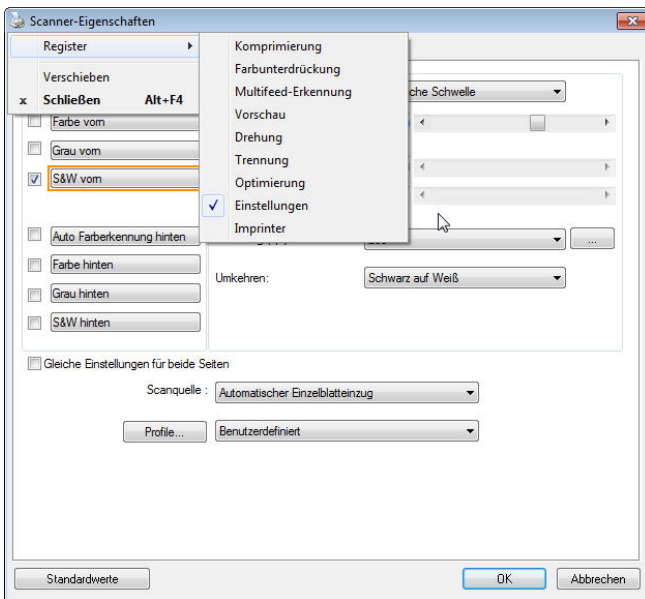 Scanner-Eigenschaften
Register
Verschieben
x Schließen Alt+F4
Komprimierung
Farbunterdrückung
Multifeed-Erkennung
Vorschau
Drehung
Trennung
Optimierung
Einstellungen
Imprinter
che Schwelle
Farbe vorn
Grau vorn
S&W vorn
Auto Farberkennung hinten
...
Farbe hinten
Umkehren:
Schwarz auf Weiß
Grau hinten
S&W hinten
Gleiche Einstellungen für beide Seiten
Scanquelle :
Automatischer Einzelblatteinzug
Profile...
Benutzerdefiniert
Standardwerte
OK
Abbrechen